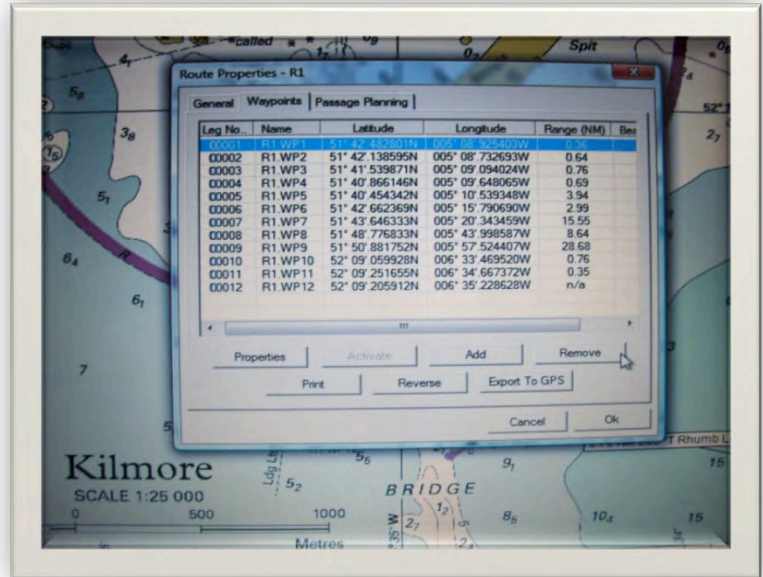 called
Spit
Route Properties - R1
General Waypoints Passage Planning
Leg No.. Name Latitude Longitude Range (NM) Bea
00001 R1.WP1 51° 42'.482801N 005° 08'.925403W 0.36
00002 R1.WP2 51° 42'.138595N 005° 08'.732693W 0.64
00003 R1.WP3 51° 41'.539871N 005° 09'.094024W 0.76
00004 R1.WP4 51° 40'.866146N 005° 09'.648065W 0.69
00005 R1.WP5 51° 40'.454342N 005° 10'.539348W 3.94
00006 R1.WP6 51° 42'.662369N 005° 15'.790690W 2.99
00007 R1.WP7 51° 43'.646333N 005° 20'.343459W 15.55
00008 R1.WP8 51° 48'.776833N 005° 43'.998587W 8.64
00009 R1.WP9 51° 50'.881752N 005° 57'.524407W 28.68
00010 R1.WP10 52° 09'.059928N 006° 33'.469520W 0.76
00011 R1.WP11 52° 09'.251655N 006° 34'.667372W 0.35
00012 R1.WP12 52° 09'.205912N 006° 35'.228628W n/a
Properties Activate Add Remove
Print Reverse Export To GPS
Cancel Ok
Kilmore
SCALE 1:25 000
0 500 1000
Metres
BRIDGE
Ldg Lts
T Rhumb L